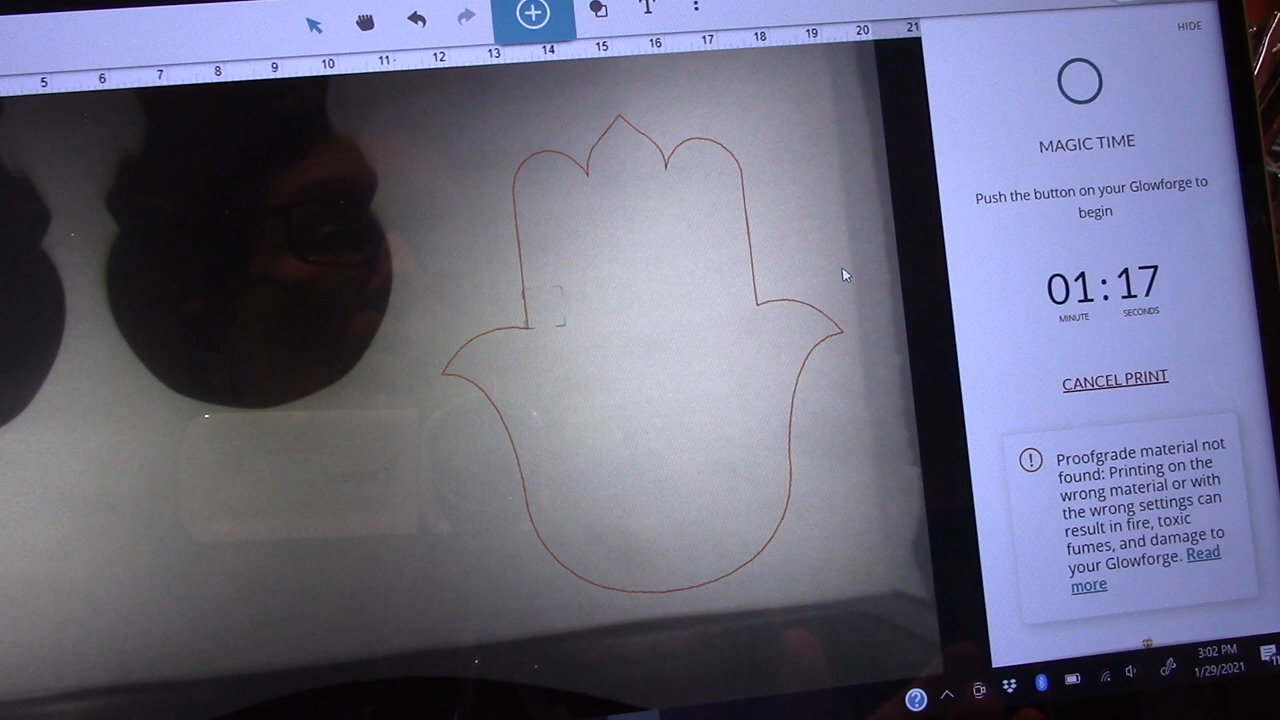 T
5 6 7 8 9 10 11 12 13 14 15 16 17 18 19 20 21
HIDE
MAGIC TIME
Push the button on your Glowforge to
begin
01:17
MINUTE SECONDS
CANCEL PRINT
Proofgrade material not
found: Printing on the
wrong material or with
the wrong settings can
result in fire, toxic
fumes, and damage to
your Glowforge. Read
more
3:02 PM
1/29/2021